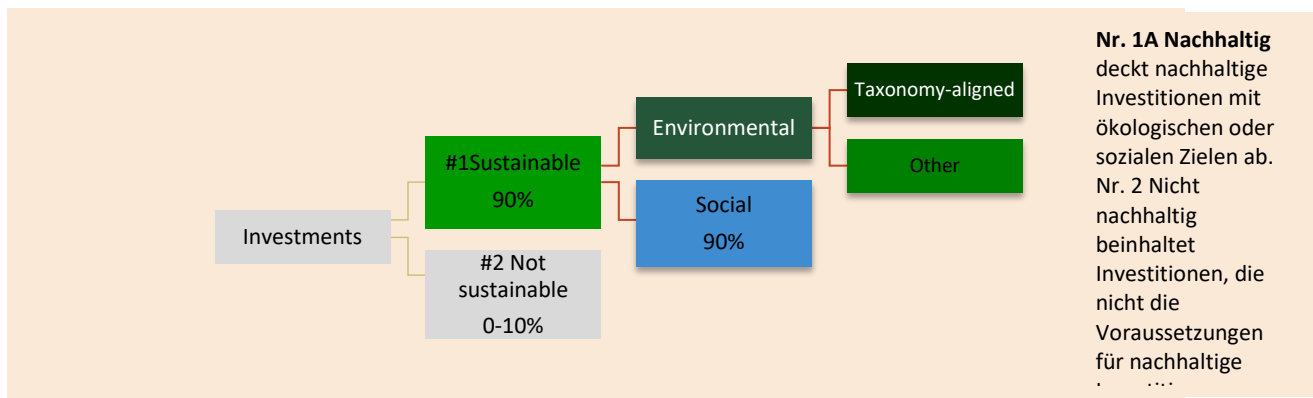 Investments
#1Sustainable
90%
#2 Not
sustainable
0-10%
Environmental
Social
90%
Taxonomy-aligned
Other
Nr. 1A Nachhaltig
deckt nachhaltige
Investitionen mit
ökologischen oder
sozialen Zielen ab.
Nr. 2 Nicht
nachhaltig
beinhaltet
Investitionen, die
nicht die
Voraussetzungen
für nachhaltige